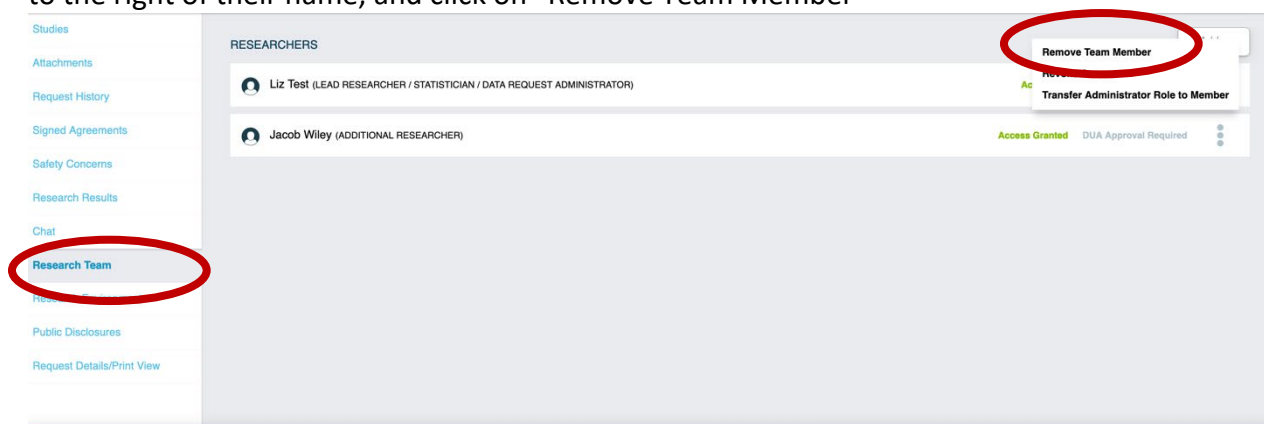 to the right of their name, and click on "Remove Team Member"
Studies
Attachments
Request History
Signed Agreements
Safety Concerns
Research Results
Chat
Research Team
Public Disclosures
Request Details/Print View
RESEARCHERS
Remove Team Member
Transfer Administrator Role to Member
Liz Test (LEAD RESEARCHER / STATISTICIAN / DATA REQUEST ADMINISTRATOR)
Ac
Jacob Wiley (ADDITIONAL RESEARCHER)
Access Granted DUA Approval Required